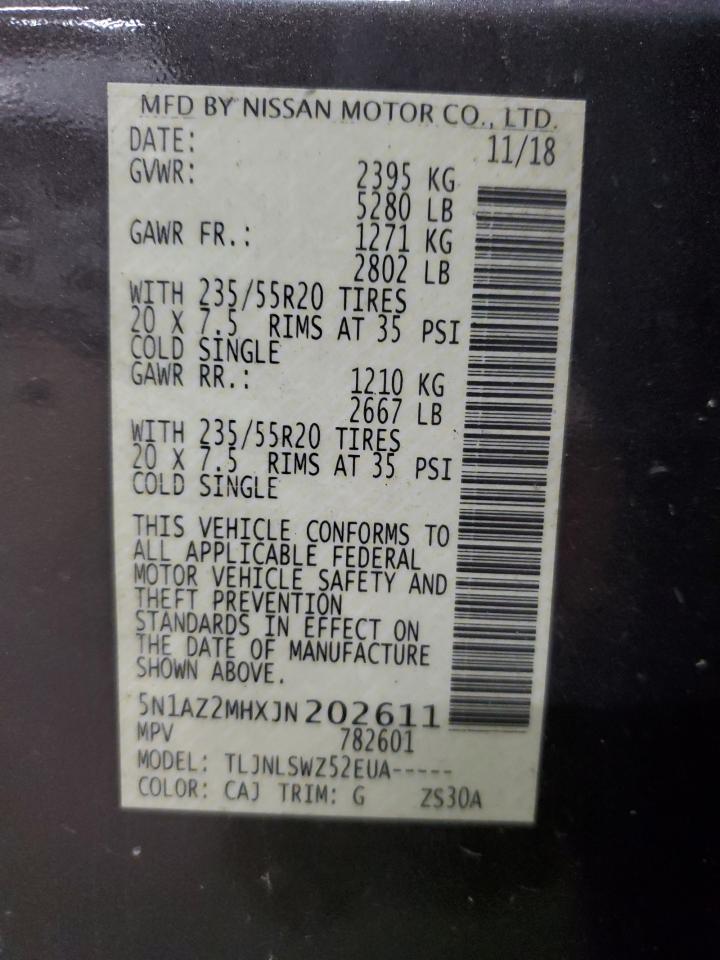 MFD BY NISSAN MOTOR CO., LTD.
DATE: 11/18
GVWR: 2395 KG
5280 LB
GAWR FR.: 1271 KG
2802 LB
WITH 235/55R20 TIRES
20 X 7.5 RIMS AT 35 PSI
COLD SINGLE
GAWR RR.: 1210 KG
2667 LB
WITH 235/55R20 TIRES
20 X 7.5 RIMS AT 35 PSI
COLD SINGLE
THIS VEHICLE CONFORMS TO
ALL APPLICABLE FEDERAL
MOTOR VEHICLE SAFETY AND
THEFT PREVENTION
STANDARDS IN EFFECT ON
THE DATE OF MANUFACTURE
SHOWN ABOVE.
5N1AZ2MHXJN202611
MPV 782601
MODEL: TLJNLSWZ52EUA-----
COLOR: CAJ TRIM: G ZS30A